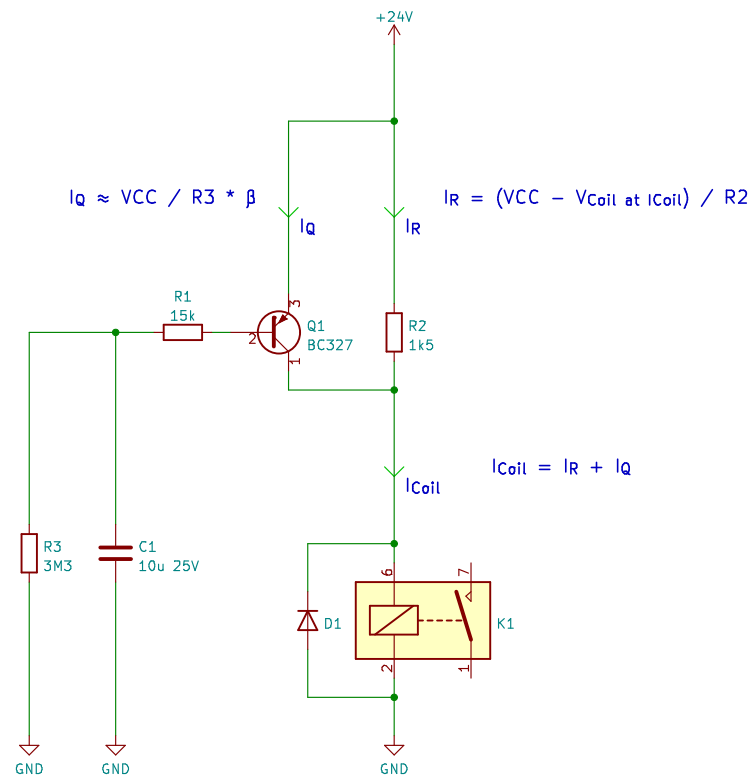 +24V
IQ ≈ VCC / R3 * β
IR = (VCC − VCoil at ICoil) / R2
IQ
IR
R1
15k
3
Q1
BC327
2
1
R2
1k5
ICoil = IR + IQ
ICoil
R3
3M3
C1
10u 25V
6
7
D1
K1
2
1
GND
GND
GND